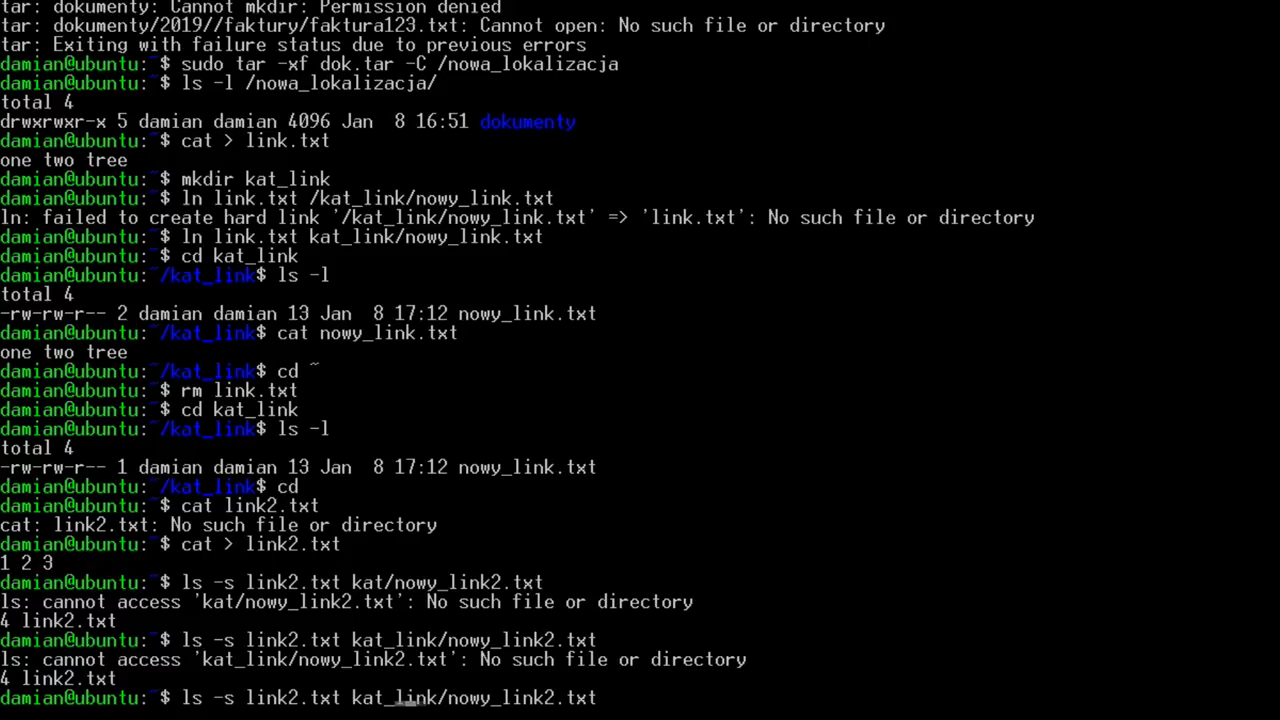 tar: dokumenty: Cannot mkdir: Permission denied
tar: dokumenty/2019//faktury/faktura123.txt: Cannot open: No such file or directory
tar: Exiting with failure status due to previous errors
damian@ubuntu:~$ sudo tar -xf dok.tar -C /nowa_lokalizacja
damian@ubuntu:~$ ls -l /nowa_lokalizacja/
total 4
drwxrwxr-x 5 damian damian 4096 Jan  8 16:51 dokumenty
damian@ubuntu:~$ cat > link.txt
one two tree
damian@ubuntu:~$ mkdir kat_link
damian@ubuntu:~$ ln link.txt /kat_link/nowy_link.txt
ln: failed to create hard link '/kat_link/nowy_link.txt' => 'link.txt': No such file or directory
damian@ubuntu:~$ ln link.txt kat_link/nowy_link.txt
damian@ubuntu:~$ cd kat_link
damian@ubuntu:~/kat_link$ ls -l
total 4
-rw-rw-r-- 2 damian damian 13 Jan  8 17:12 nowy_link.txt
damian@ubuntu:~/kat_link$ cat nowy_link.txt
one two tree
damian@ubuntu:~/kat_link$ cd ~
damian@ubuntu:~$ rm link.txt
damian@ubuntu:~$ cd kat_link
damian@ubuntu:~/kat_link$ ls -l
total 4
-rw-rw-r-- 1 damian damian 13 Jan  8 17:12 nowy_link.txt
damian@ubuntu:~/kat_link$ cd
damian@ubuntu:~$ cat link2.txt
cat: link2.txt: No such file or directory
damian@ubuntu:~$ cat > link2.txt
1 2 3
damian@ubuntu:~$ ls -s link2.txt kat/nowy_link2.txt
ls: cannot access 'kat/nowy_link2.txt': No such file or directory
4 link2.txt
damian@ubuntu:~$ ls -s link2.txt kat_link/nowy_link2.txt
ls: cannot access 'kat_link/nowy_link2.txt': No such file or directory
4 link2.txt
damian@ubuntu:~$ ls -s link2.txt kat_link/nowy_link2.txt